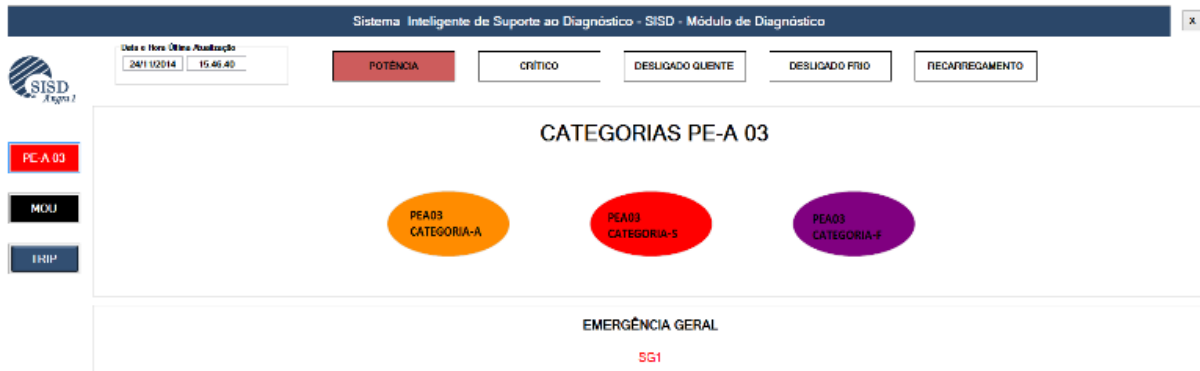 Sistema Inteligente de Suporte ao Diagnóstico - SISD - Módulo de Diagnóstico
X
Data e Hora Última Atualização
24/11/2014 15.46.40
POTÊNCIA CRÍTICO DESLIGADO QUENTE DESLIGADO FRIO RECARREGAMENTO
SISD
Angra 1
CATEGORIAS PE-A 03
PE-A 03
MOU
TRIP
PEA03
CATEGORIA-A
PEA03
CATEGORIA-S
PEA03
CATEGORIA-F
EMERGÊNCIA GERAL
SG1